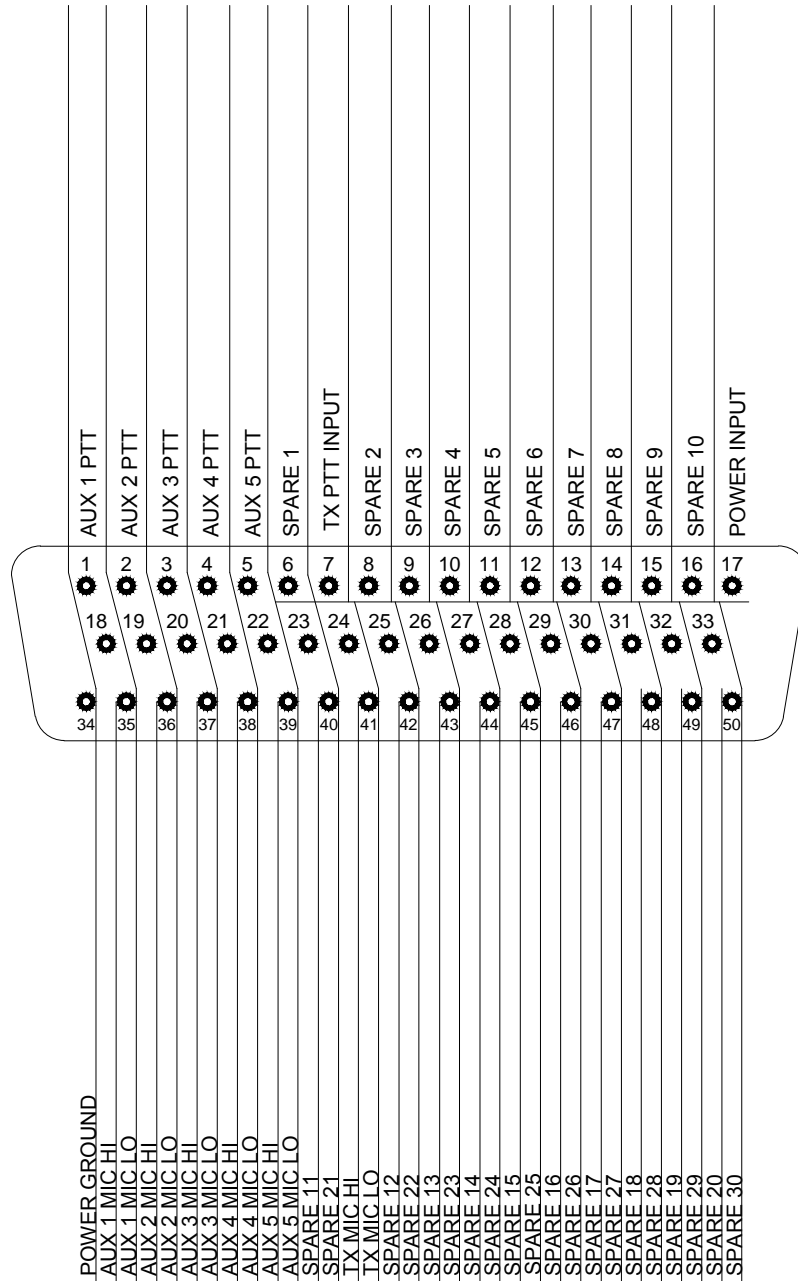 AUX 1 PTT
AUX 2 PTT
AUX 3 PTT
AUX 4 PTT
AUX 5 PTT
SPARE 1
TX PTT INPUT
SPARE 2
SPARE 3
SPARE 4
SPARE 5
SPARE 6
SPARE 7
SPARE 8
SPARE 9
SPARE 10
POWER INPUT
1 2 3 4 5 6 7 8 9 10 11 12 13 14 15 16 17
18 19 20 21 22 23 24 25 26 27 28 29 30 31 32 33
34 35 36 37 38 39 40 41 42 43 44 45 46 47 48 49 50
POWER GROUND
AUX 1 MIC HI
AUX 1 MIC LO
AUX 2 MIC HI
AUX 2 MIC LO
AUX 3 MIC HI
AUX 3 MIC LO
AUX 4 MIC HI
AUX 4 MIC LO
AUX 5 MIC HI
AUX 5 MIC LO
SPARE 11
SPARE 21
TX MIC HI
TX MIC LO
SPARE 12
SPARE 22
SPARE 13
SPARE 23
SPARE 14
SPARE 24
SPARE 15
SPARE 25
SPARE 16
SPARE 26
SPARE 17
SPARE 27
SPARE 18
SPARE 28
SPARE 19
SPARE 29
SPARE 20
SPARE 30